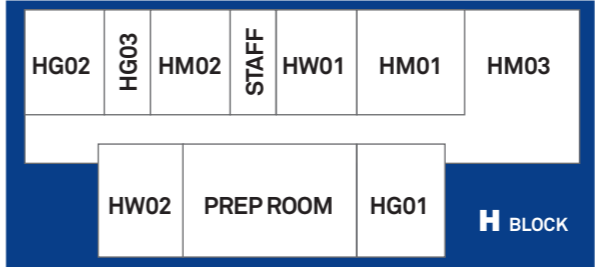 HG02
HG03
HM02
STAFF
HW01
HM01
HM03
HW02
PREP ROOM
HG01
H BLOCK